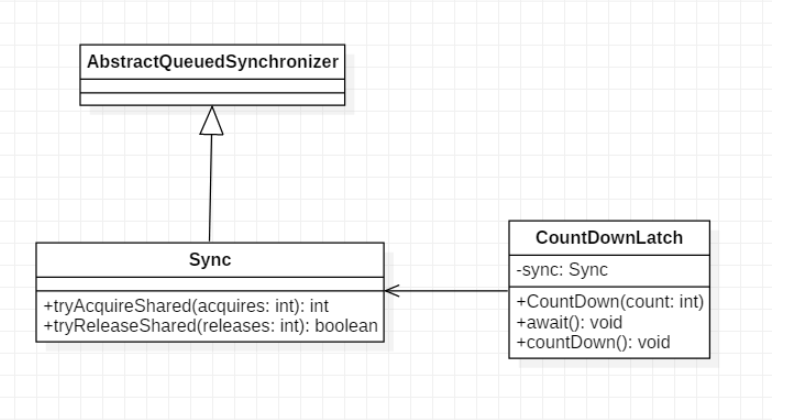 AbstractQueuedSynchronizer
Sync
+tryAcquireShared(acquires: int): int
+tryReleaseShared(releases: int): boolean
CountDownLatch
-sync: Sync
+CountDown(count: int)
+await(): void
+countDown(): void